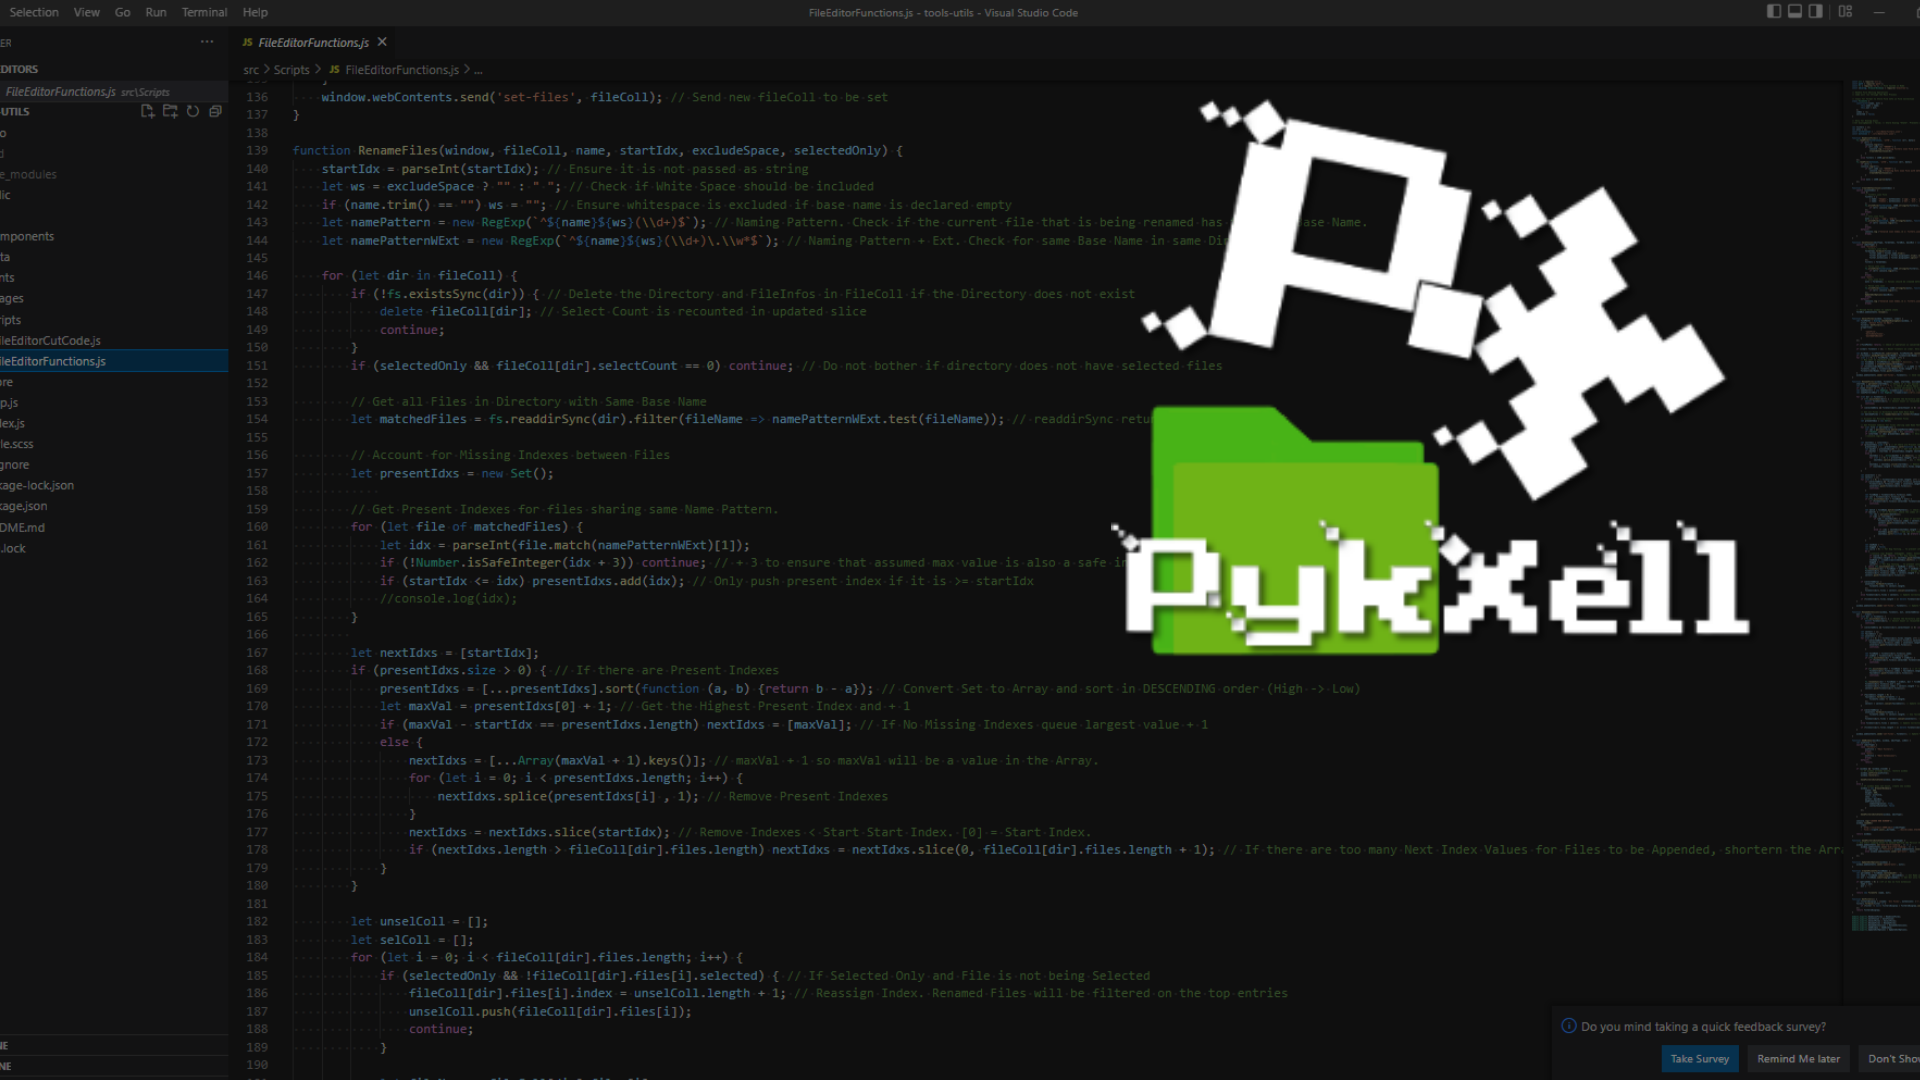 Selection View Go Run Terminal Help
FileEditorFunctions.js - tools-utils - Visual Studio Code
JS FileEditorFunctions.js
src > Scripts > JS FileEditorFunctions.js > ...
ER
DITORS
FileEditorFunctions.js src\Scripts
-UTILS
o
d
e_modules
lic
mponents
ta
nts
ages
ripts
ileEditorCutCode.js
ileEditorFunctions.js
ore
p.js
lex.js
le.scss
gnore
kage-lock.json
kage.json
DME.md
.lock
NE
NE
136 window.webContents.send('set-files', fileColl); // Send new fileColl to be set
137 }
138
139 function RenameFiles(window, fileColl, name, startIdx, excludeSpace, selectedOnly) {
140 startIdx = parseInt(startIdx); // Ensure it is not passed as string
141 let ws = excludeSpace ? "" : " "; // Check if White Space should be included
142 if (name.trim() == "") ws = ""; // Ensure whitespace is excluded if base name is declared empty
143 let namePattern = new RegExp(`^${name}${ws}(\\d+)$`); // Naming Pattern. Check if the current file that is being renamed has ase Name.
144 let namePatternWExt = new RegExp(`^${name}${ws}(\\d+)\.\\w*$`); // Naming Pattern + Ext. Check for same Base Name in same Di
145
146 for (let dir in fileColl) {
147 if (!fs.existsSync(dir)) { // Delete the Directory and FileInfos in FileColl if the Directory does not exist
148 delete fileColl[dir]; // Select Count is recounted in updated slice
149 continue;
150 }
151 if (selectedOnly && fileColl[dir].selectCount == 0) continue; // Do not bother if directory does not have selected files
152
153 // Get all Files in Directory with Same Base Name
154 let matchedFiles = fs.readdirSync(dir).filter(fileName => namePatternWExt.test(fileName)); // readdirSync retu
155
156 // Account for Missing Indexes between Files
157 let presentIdxs = new Set();
158
159 // Get Present Indexes for files sharing same Name Pattern.
160 for (let file of matchedFiles) {
161 let idx = parseInt(file.match(namePatternWExt)[1]);
162 if (!Number.isSafeInteger(idx + 3)) continue; // + 3 to ensure that assumed max value is also a safe in
163 if (startIdx <= idx) presentIdxs.add(idx); // Only push present index if it is >= startIdx
164 //console.log(idx);
165 }
166
167 let nextIdxs = [startIdx];
168 if (presentIdxs.size > 0) { // If there are Present Indexes
169 presentIdxs = [...presentIdxs].sort(function (a, b) {return b - a}); // Convert Set to Array and sort in DESCENDING order (High -> Low)
170 let maxVal = presentIdxs[0] + 1; // Get the Highest Present Index and + 1
171 if (maxVal - startIdx == presentIdxs.length) nextIdxs = [maxVal]; // If No Missing Indexes queue largest value + 1
172 else {
173 nextIdxs = [...Array(maxVal + 1).keys()]; // maxVal + 1 so maxVal will be a value in the Array.
174 for (let i = 0; i < presentIdxs.length; i++) {
175 nextIdxs.splice(presentIdxs[i] , 1); // Remove Present Indexes
176 }
177 nextIdxs = nextIdxs.slice(startIdx); // Remove Indexes < Start Start Index. [0] = Start Index.
178 if (nextIdxs.length > fileColl[dir].files.length) nextIdxs = nextIdxs.slice(0, fileColl[dir].files.length + 1); // If there are too many Next Index Values for Files to be Appended, shortern the Arr
179 }
180 }
181
182 let unselColl = [];
183 let selColl = [];
184 for (let i = 0; i < fileColl[dir].files.length; i++) {
185 if (selectedOnly && !fileColl[dir].files[i].selected) { // If Selected Only and File is not being Selected
186 fileColl[dir].files[i].index = unselColl.length + 1; // Reassign Index. Renamed Files will be filtered on the top entries
187 unselColl.push(fileColl[dir].files[i]);
188 continue;
189 }
190
PX
PykXell
Do you mind taking a quick feedback survey?
Take Survey Remind Me later Don't Sho